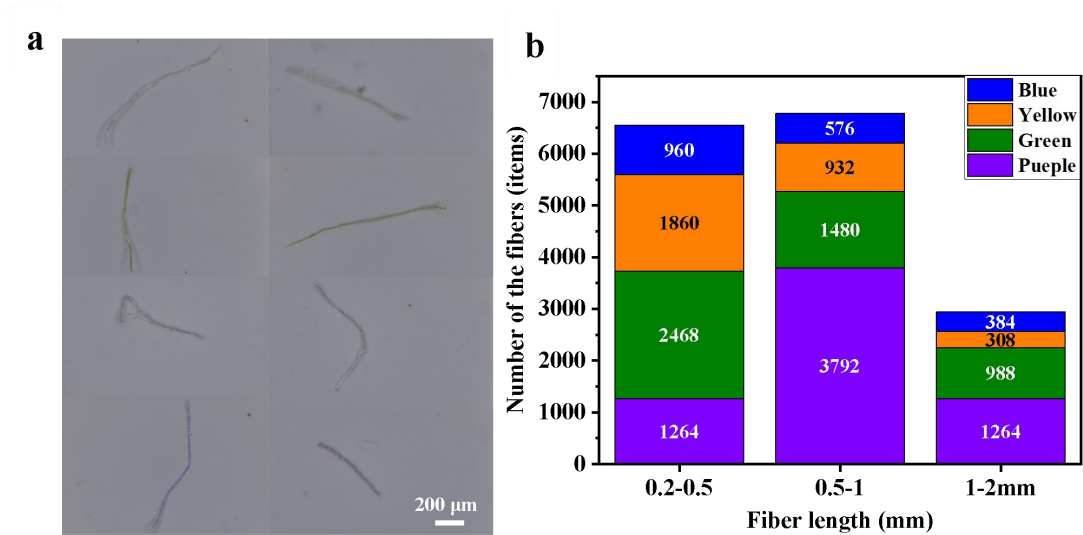 a
200 μm
b
Number of the fibers (items)
7000
6000
5000
4000
3000
2000
1000
0
Blue
Yellow
Green
Pueple
960
1860
2468
1264
576
932
1480
3792
384
308
988
1264
0.2-0.5
0.5-1
1-2mm
Fiber length (mm)